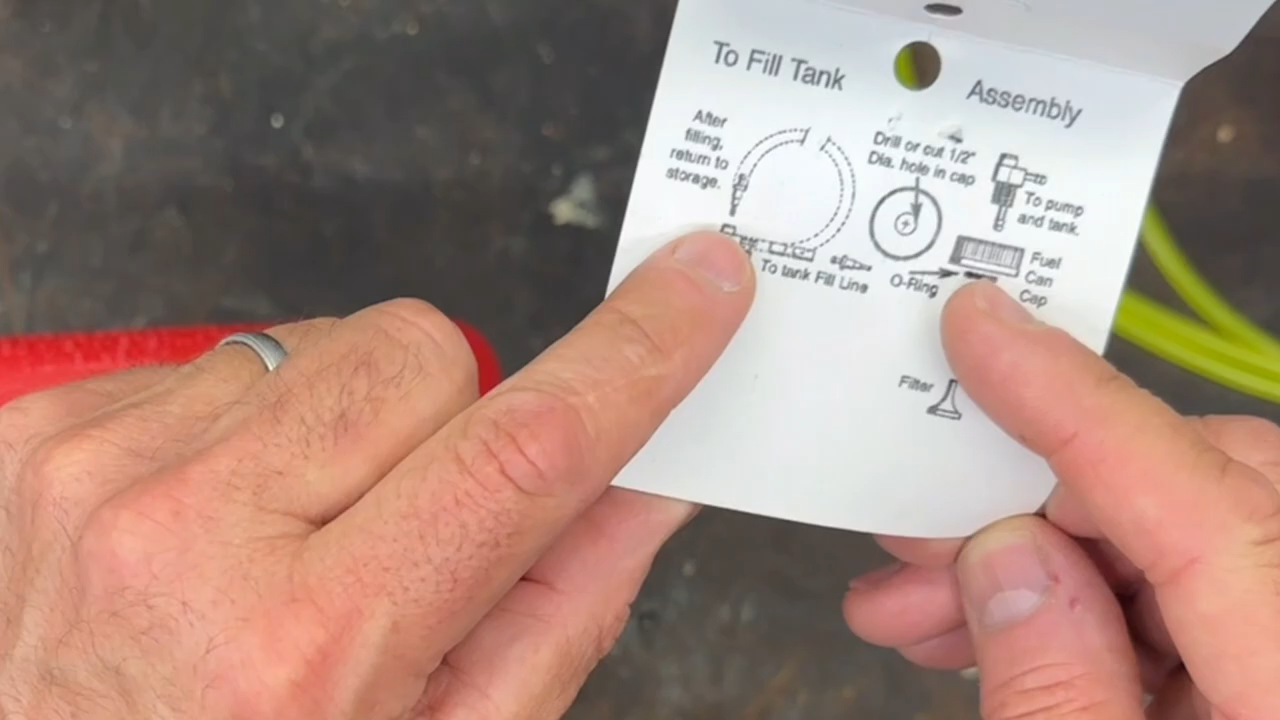 To Fill Tank
After
filling,
return to
storage.
To tank Fill Line
Assembly
Drill or cut 1/2"
Dia. hole in cap
To pump
and tank.
O-Ring
Fuel
Can
Cap
Filter